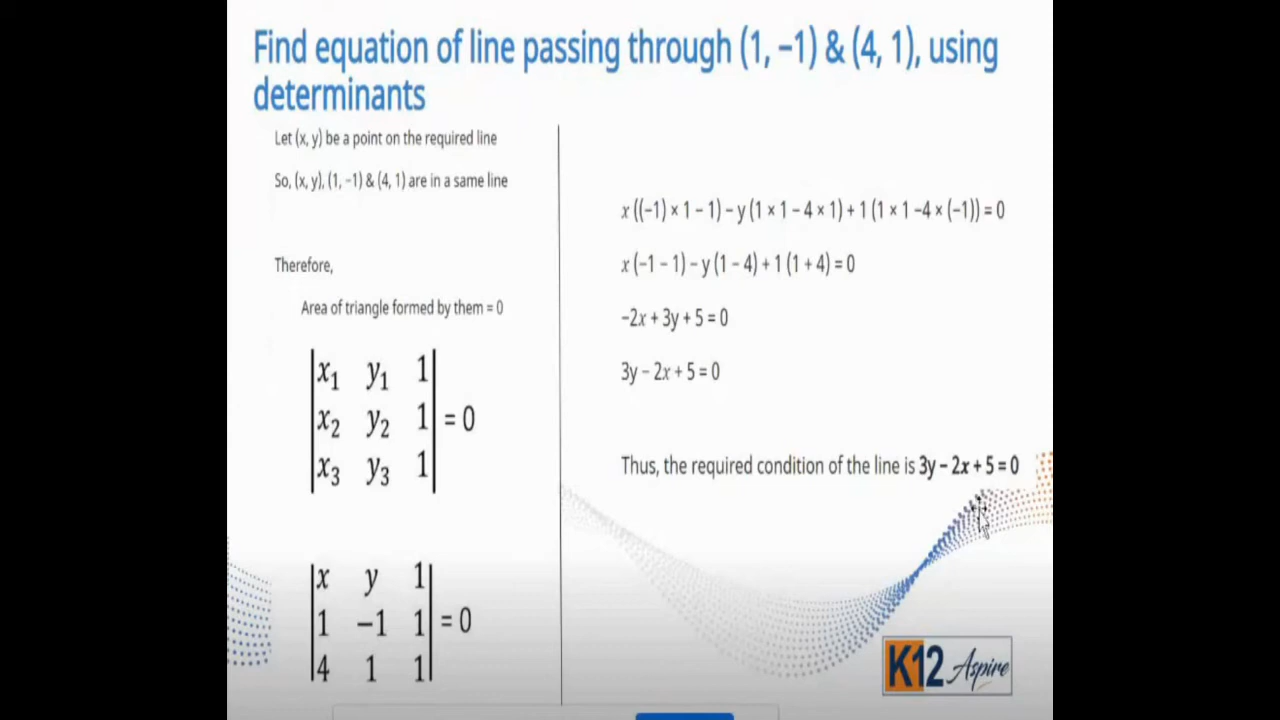 Find equation of line passing through (1, −1) & (4, 1), using
determinants
Let (x, y) be a point on the required line
So, (x, y), (1, −1) & (4, 1) are in a same line
Therefore,
Area of triangle formed by them = 0
|x₁ y₁ 1|
|x₂ y₂ 1| = 0
|x₃ y₃ 1|
|x y 1|
|1 −1 1| = 0
|4 1 1|
x ((−1) × 1 − 1) − y (1 × 1 − 4 × 1) + 1 (1 × 1 −4 × (−1)) = 0
x (−1 − 1) − y (1 − 4) + 1 (1 + 4) = 0
−2x + 3y + 5 = 0
3y − 2x + 5 = 0
Thus, the required condition of the line is 3y − 2x + 5 = 0
K12 Aspire